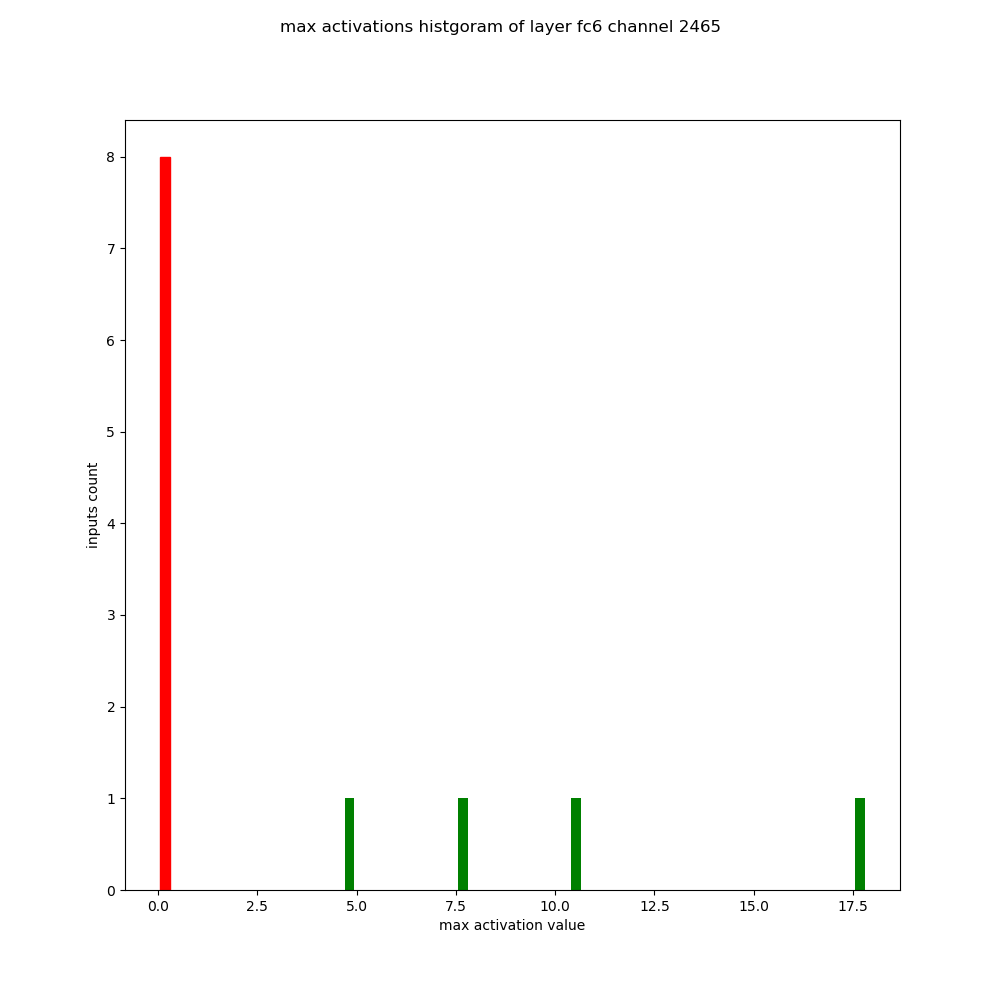 max activations histgoram of layer fc6 channel 2465
8
7
6
5
4
3
2
1
0
inputs count
0.0 2.5 5.0 7.5 10.0 12.5 15.0 17.5
max activation value